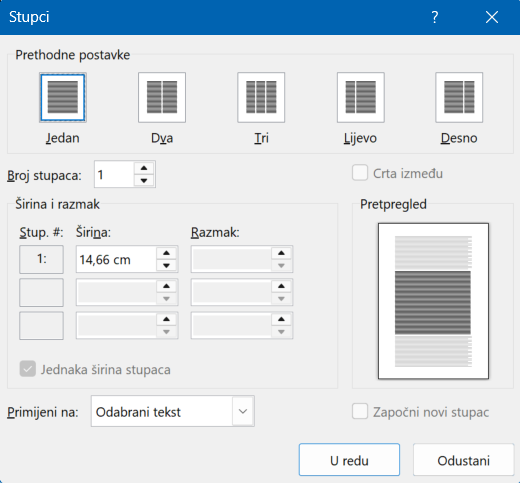 Stupci
Prethodne postavke
Jedan
Dva
Tri
Lijevo
Desno
Broj stupaca: 1
Crta između
Širina i razmak
Pretpregled
Stup. #: Širina: Razmak:
1: 14,66 cm
Jednaka širina stupaca
Primijeni na: Odabrani tekst
Započni novi stupac
U redu
Odustani